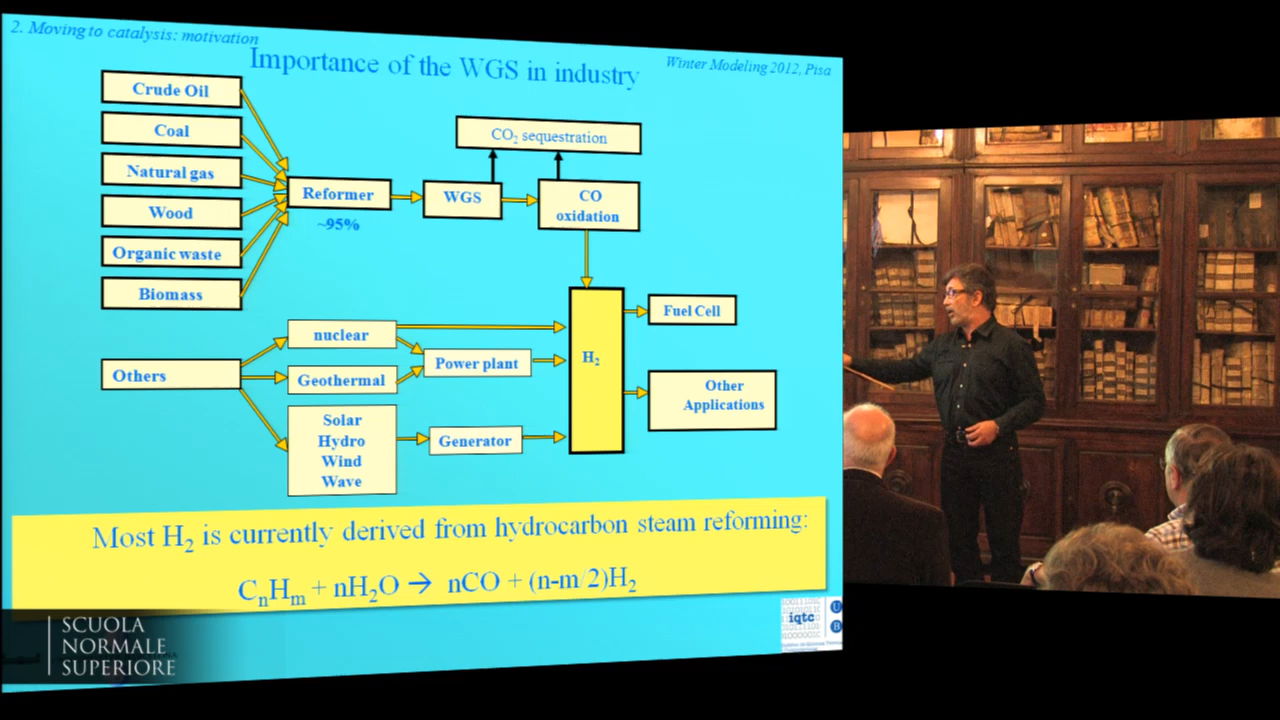 2. Moving to catalysis: motivation
Winter Modeling 2012, Pisa
Importance of the WGS in industry
Crude Oil
Coal
Natural gas
Wood
Organic waste
Biomass
Reformer
~95%
WGS
CO₂ sequestration
CO
oxidation
Others
nuclear
Geothermal
Solar
Hydro
Wind
Wave
Power plant
Generator
H₂
Fuel Cell
Other
Applications
Most H₂ is currently derived from hydrocarbon steam reforming:
CₙHₘ + nH₂O → nCO + (n-m/2)H₂
iqtc
U
B
SCUOLA
NORMALE
SUPERIORE